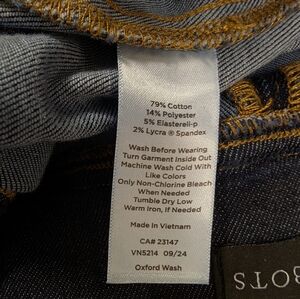 79% Cotton
14% Polyester
5% Elasterell-p
2% Lycra ® Spandex
Wash Before Wearing
Turn Garment Inside Out
Machine Wash Cold With
Like Colors
Only Non-Chlorine Bleach
When Needed
Tumble Dry Low
Warm Iron, If Needed
Made In Vietnam
CA# 23147
VN5214 09/24
Oxford Wash
BOTS